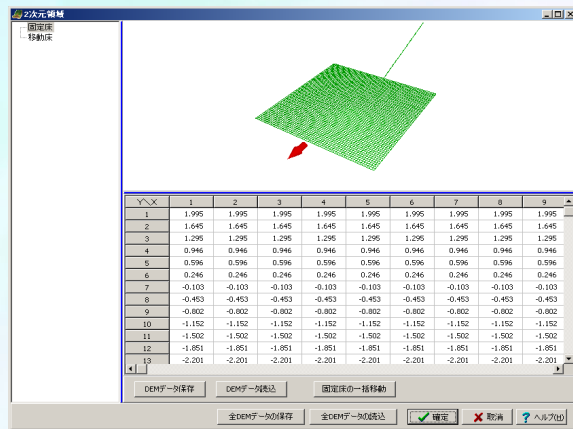 2次元領域
固定床
移動床
Y\X 1 2 3 4 5 6 7 8 9
1 1.995 1.995 1.995 1.995 1.995 1.995 1.995 1.995 1.995
2 1.645 1.645 1.645 1.645 1.645 1.645 1.645 1.645 1.645
3 1.295 1.295 1.295 1.295 1.295 1.295 1.295 1.295 1.295
4 0.946 0.946 0.946 0.946 0.946 0.946 0.946 0.946 0.946
5 0.596 0.596 0.596 0.596 0.596 0.596 0.596 0.596 0.596
6 0.246 0.246 0.246 0.246 0.246 0.246 0.246 0.246 0.246
7 -0.103 -0.103 -0.103 -0.103 -0.103 -0.103 -0.103 -0.103 -0.103
8 -0.453 -0.453 -0.453 -0.453 -0.453 -0.453 -0.453 -0.453 -0.453
9 -0.802 -0.802 -0.802 -0.802 -0.802 -0.802 -0.802 -0.802 -0.802
10 -1.152 -1.152 -1.152 -1.152 -1.152 -1.152 -1.152 -1.152 -1.152
11 -1.502 -1.502 -1.502 -1.502 -1.502 -1.502 -1.502 -1.502 -1.502
12 -1.851 -1.851 -1.851 -1.851 -1.851 -1.851 -1.851 -1.851 -1.851
13 -2.201 -2.201 -2.201 -2.201 -2.201 -2.201 -2.201 -2.201 -2.201
DEMデータ保存 DEMデータ読込 固定床の一括移動
全DEMデータの保存 全DEMデータの読込 確定 取消 ヘルプ(H)